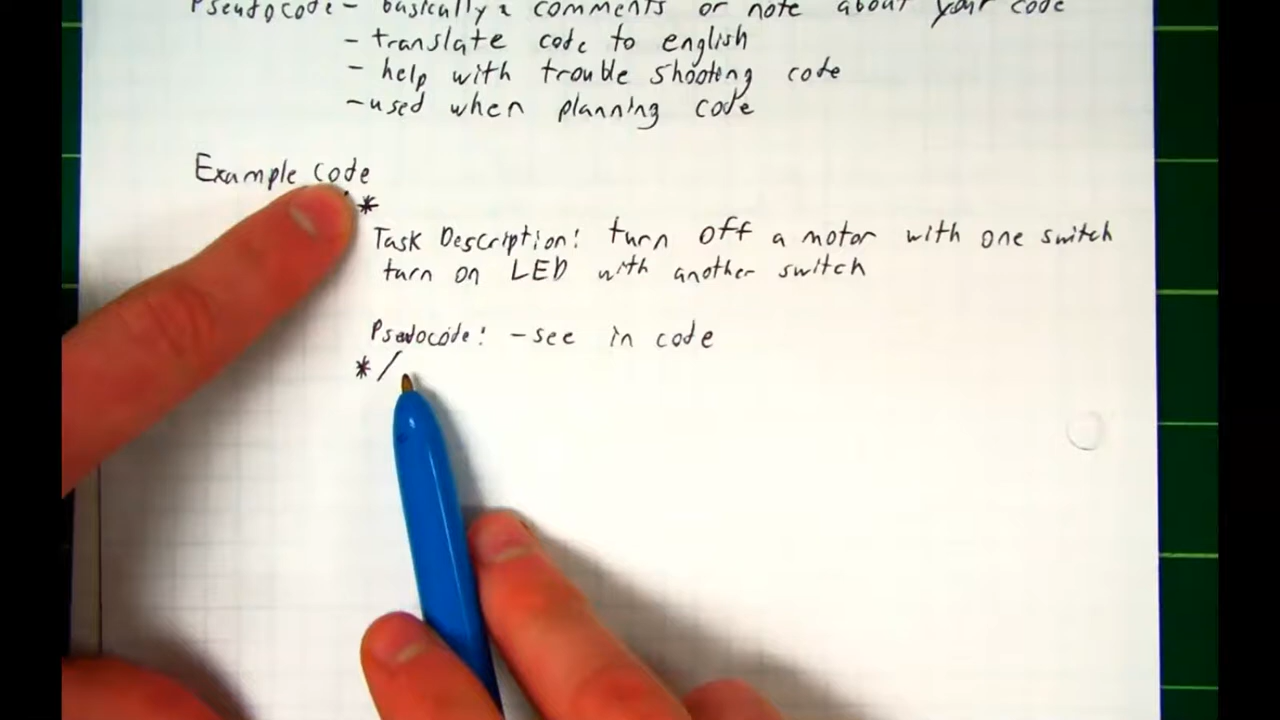 Pseudocode - basically comments or note about your code
- translate code to english
- help with trouble shooting code
- used when planning code
Example code
*
Task Description: turn off a motor with one switch
turn on LED with another switch
Pseudocode: - see in code
*/